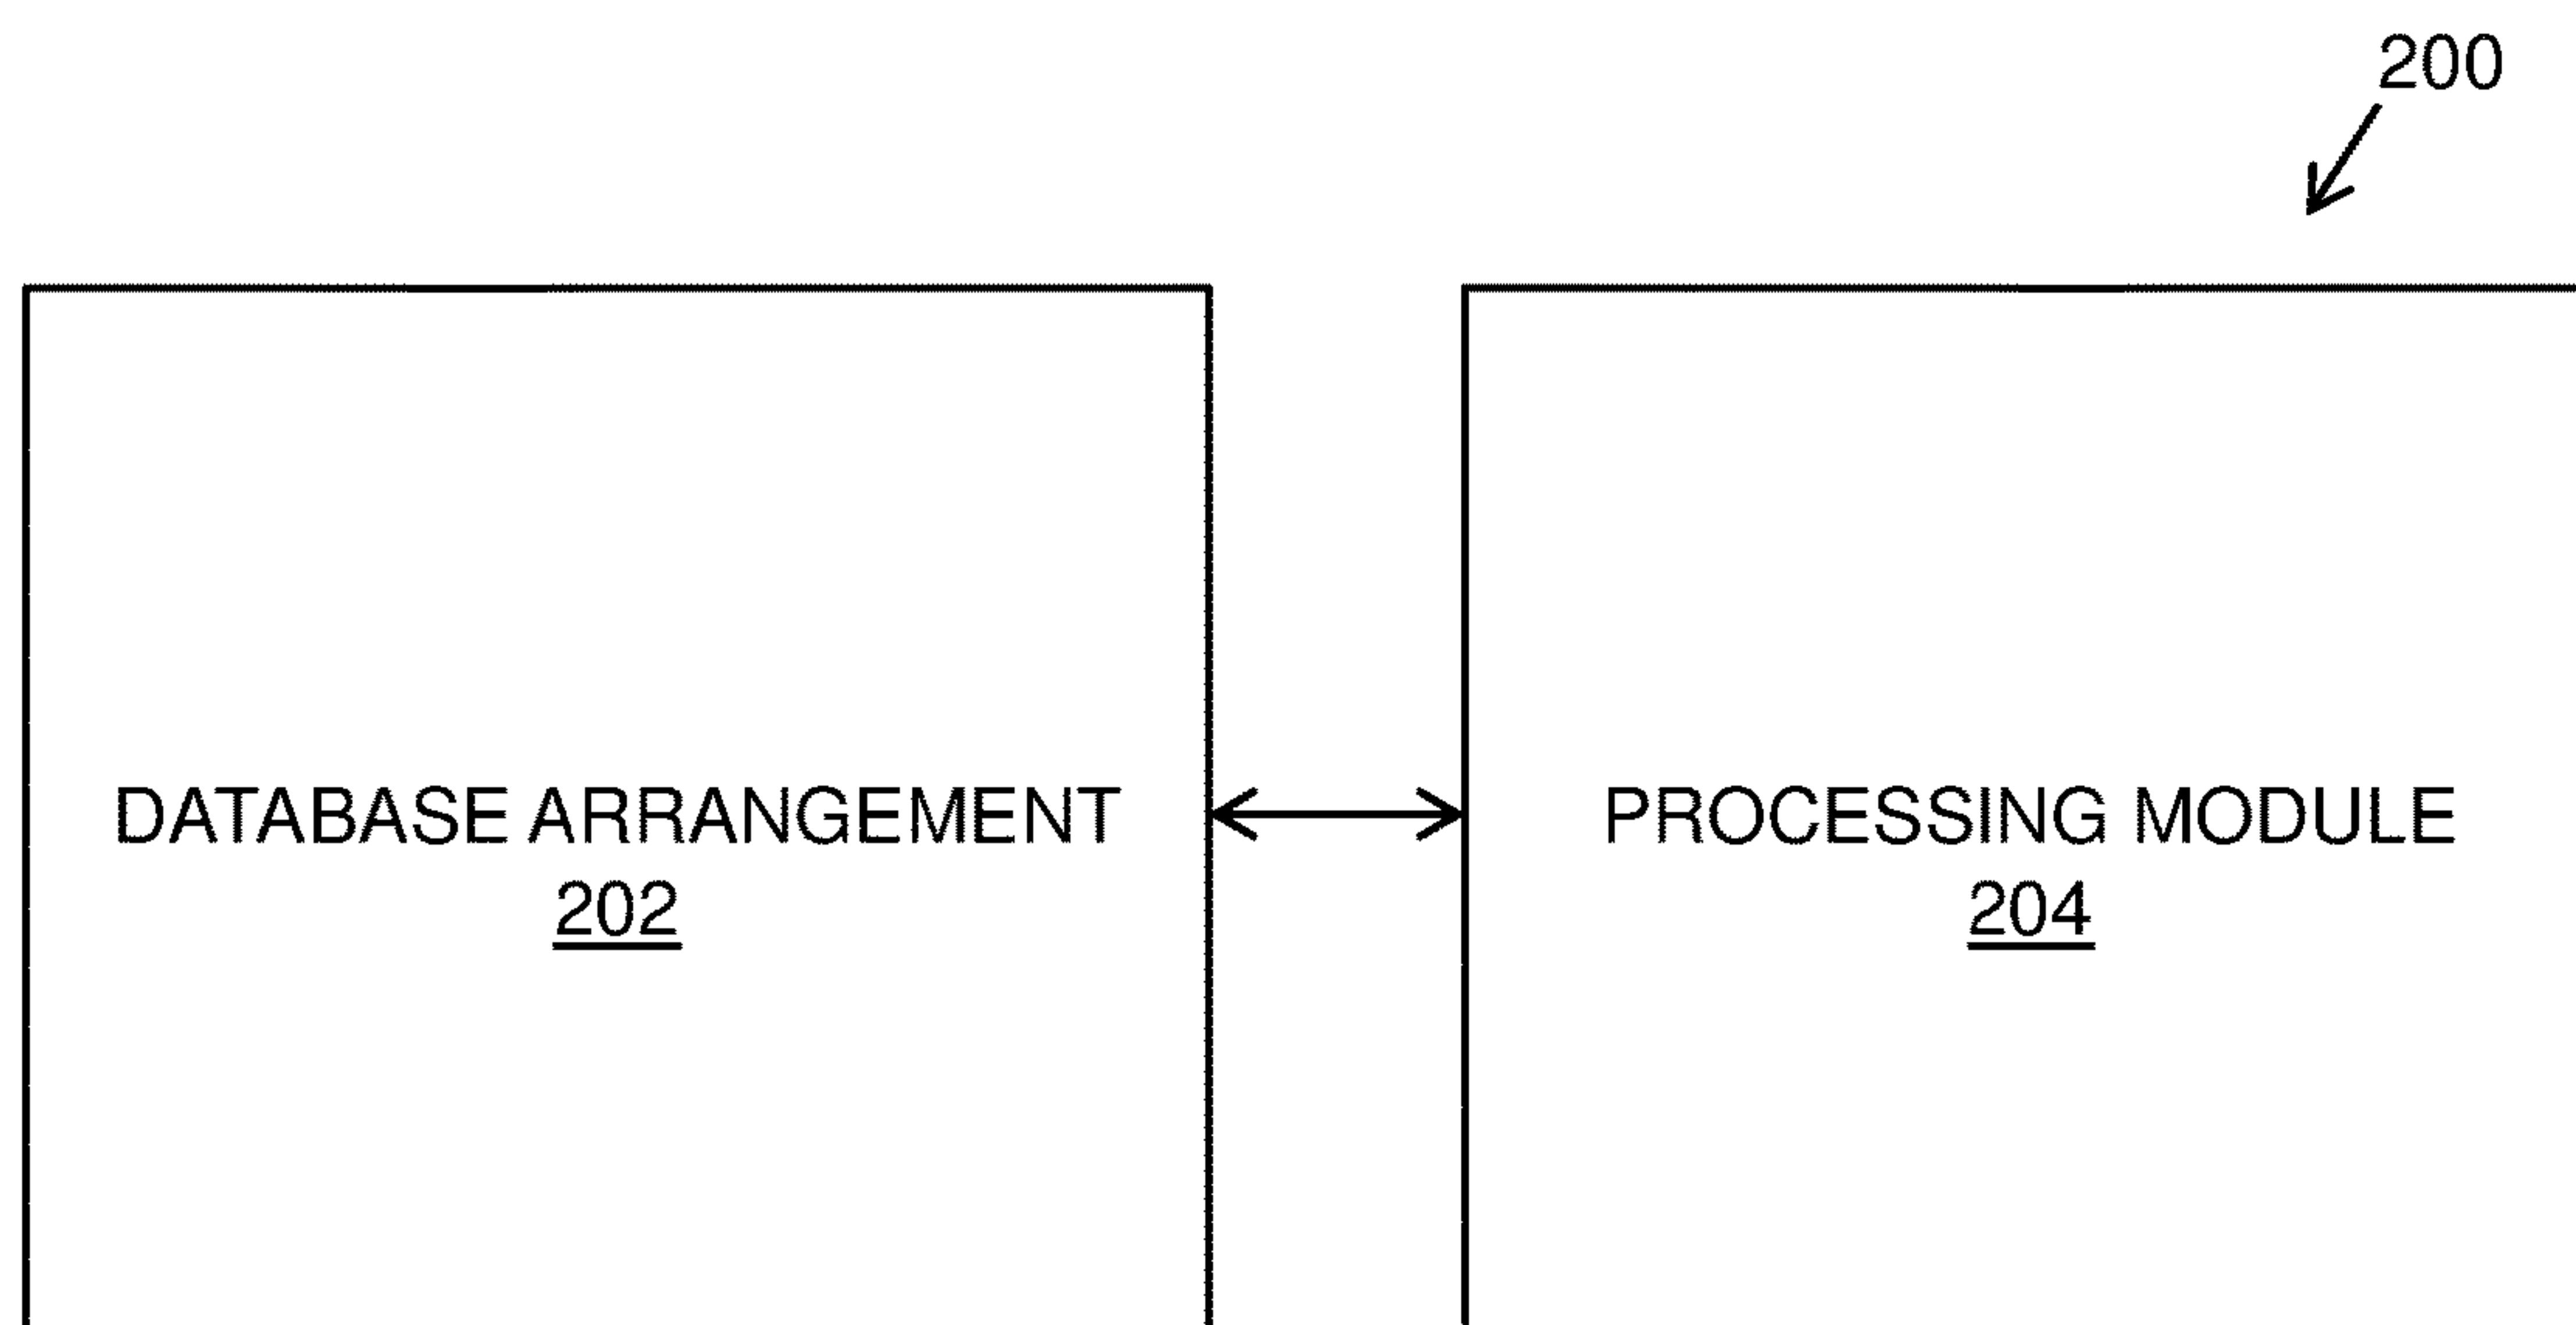 200
DATABASE ARRANGEMENT
202
PROCESSING MODULE
204